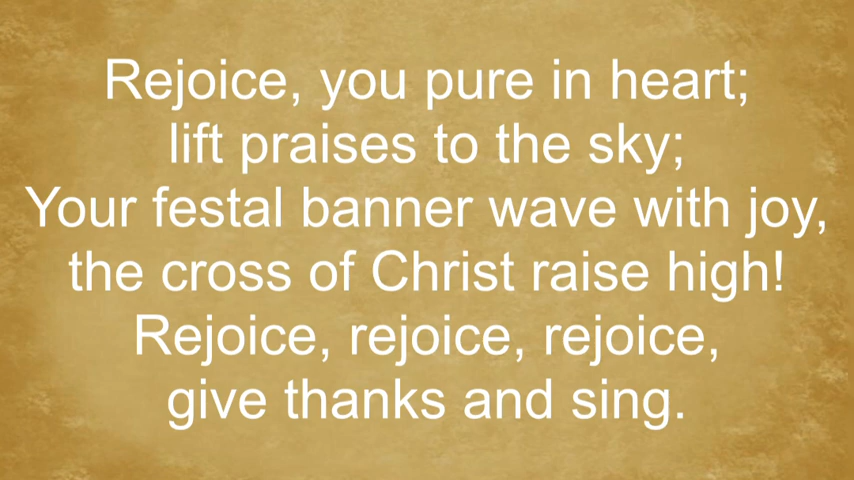 Rejoice, you pure in heart;
lift praises to the sky;
Your festal banner wave with joy,
the cross of Christ raise high!
Rejoice, rejoice, rejoice,
give thanks and sing.